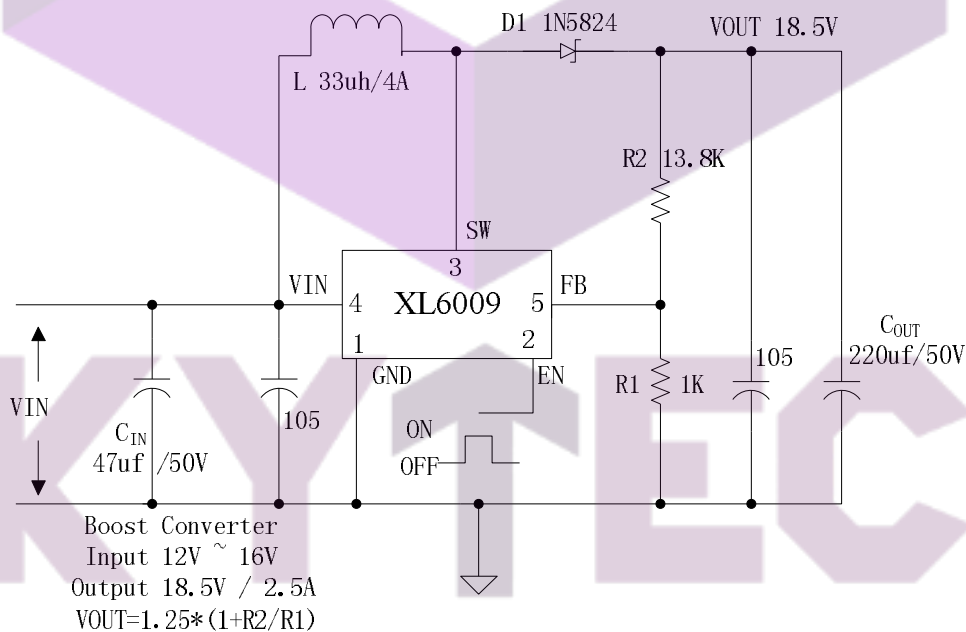 D1 1N5824
VOUT 18.5V
L 33uh/4A
R2 13.8K
SW
3
VIN
4
XL6009
5
FB
1
2
GND
EN
VIN
CIN
47uf /50V
105
ON
OFF
R1 1K
105
COUT
220uf/50V
Boost Converter
Input 12V ~ 16V
Output 18.5V / 2.5A
VOUT=1.25*(1+R2/R1)
KYTEC